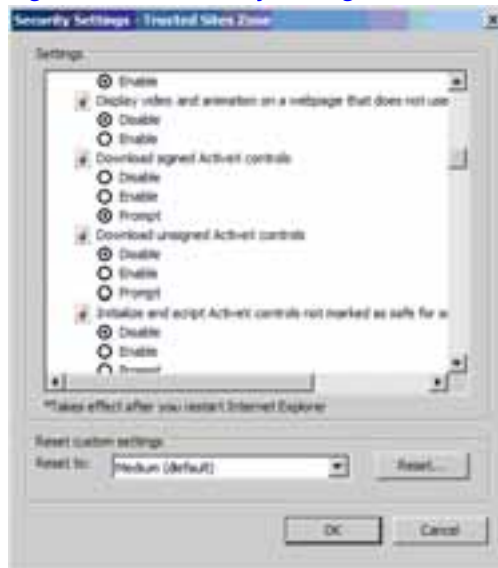 Security Settings - Trusted Sites Zone
Settings
Enable
Display video and animation on a webpage that does not use
Disable
Enable
Download signed ActiveX controls
Disable
Enable
Prompt
Download unsigned ActiveX controls
Disable
Enable
Prompt
Initialize and script ActiveX controls not marked as safe for s
Disable
Enable
Prompt
*Takes effect after you restart Internet Explorer
Reset custom settings
Reset to: Medium (default) Reset...
OK Cancel